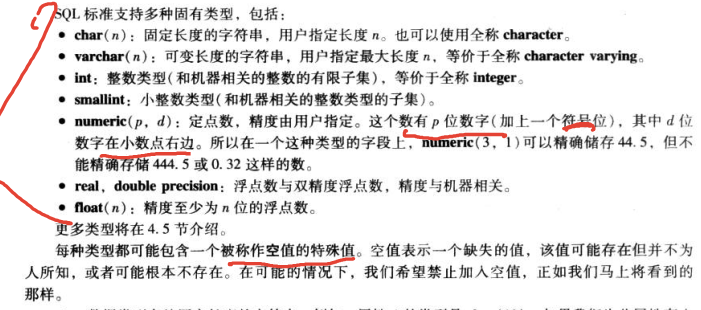 SQL 标准支持多种固有类型，包括：
● char(n)：固定长度的字符串，用户指定长度 n。也可以使用全称 character。
● varchar(n)：可变长度的字符串，用户指定最大长度 n，等价于全称 character varying。
● int：整数类型(和机器相关的整数的有限子集)，等价于全称 integer。
● smallint：小整数类型(和机器相关的整数类型的子集)。
● numeric(p, d)：定点数，精度由用户指定。这个数有 p 位数字(加上一个符号位)，其中 d 位
数字在小数点右边。所以在一个这种类型的字段上，numeric(3, 1)可以精确储存 44.5，但不
能精确存储 444.5 或 0.32 这样的数。
● real, double precision：浮点数与双精度浮点数，精度与机器相关。
● float(n)：精度至少为 n 位的浮点数。
更多类型将在 4.5 节介绍。
每种类型都可能包含一个被称作空值的特殊值。空值表示一个缺失的值，该值可能存在但并不为
人所知，或者可能根本不存在。在可能的情况下，我们希望禁止加入空值，正如我们马上将看到的
那样。